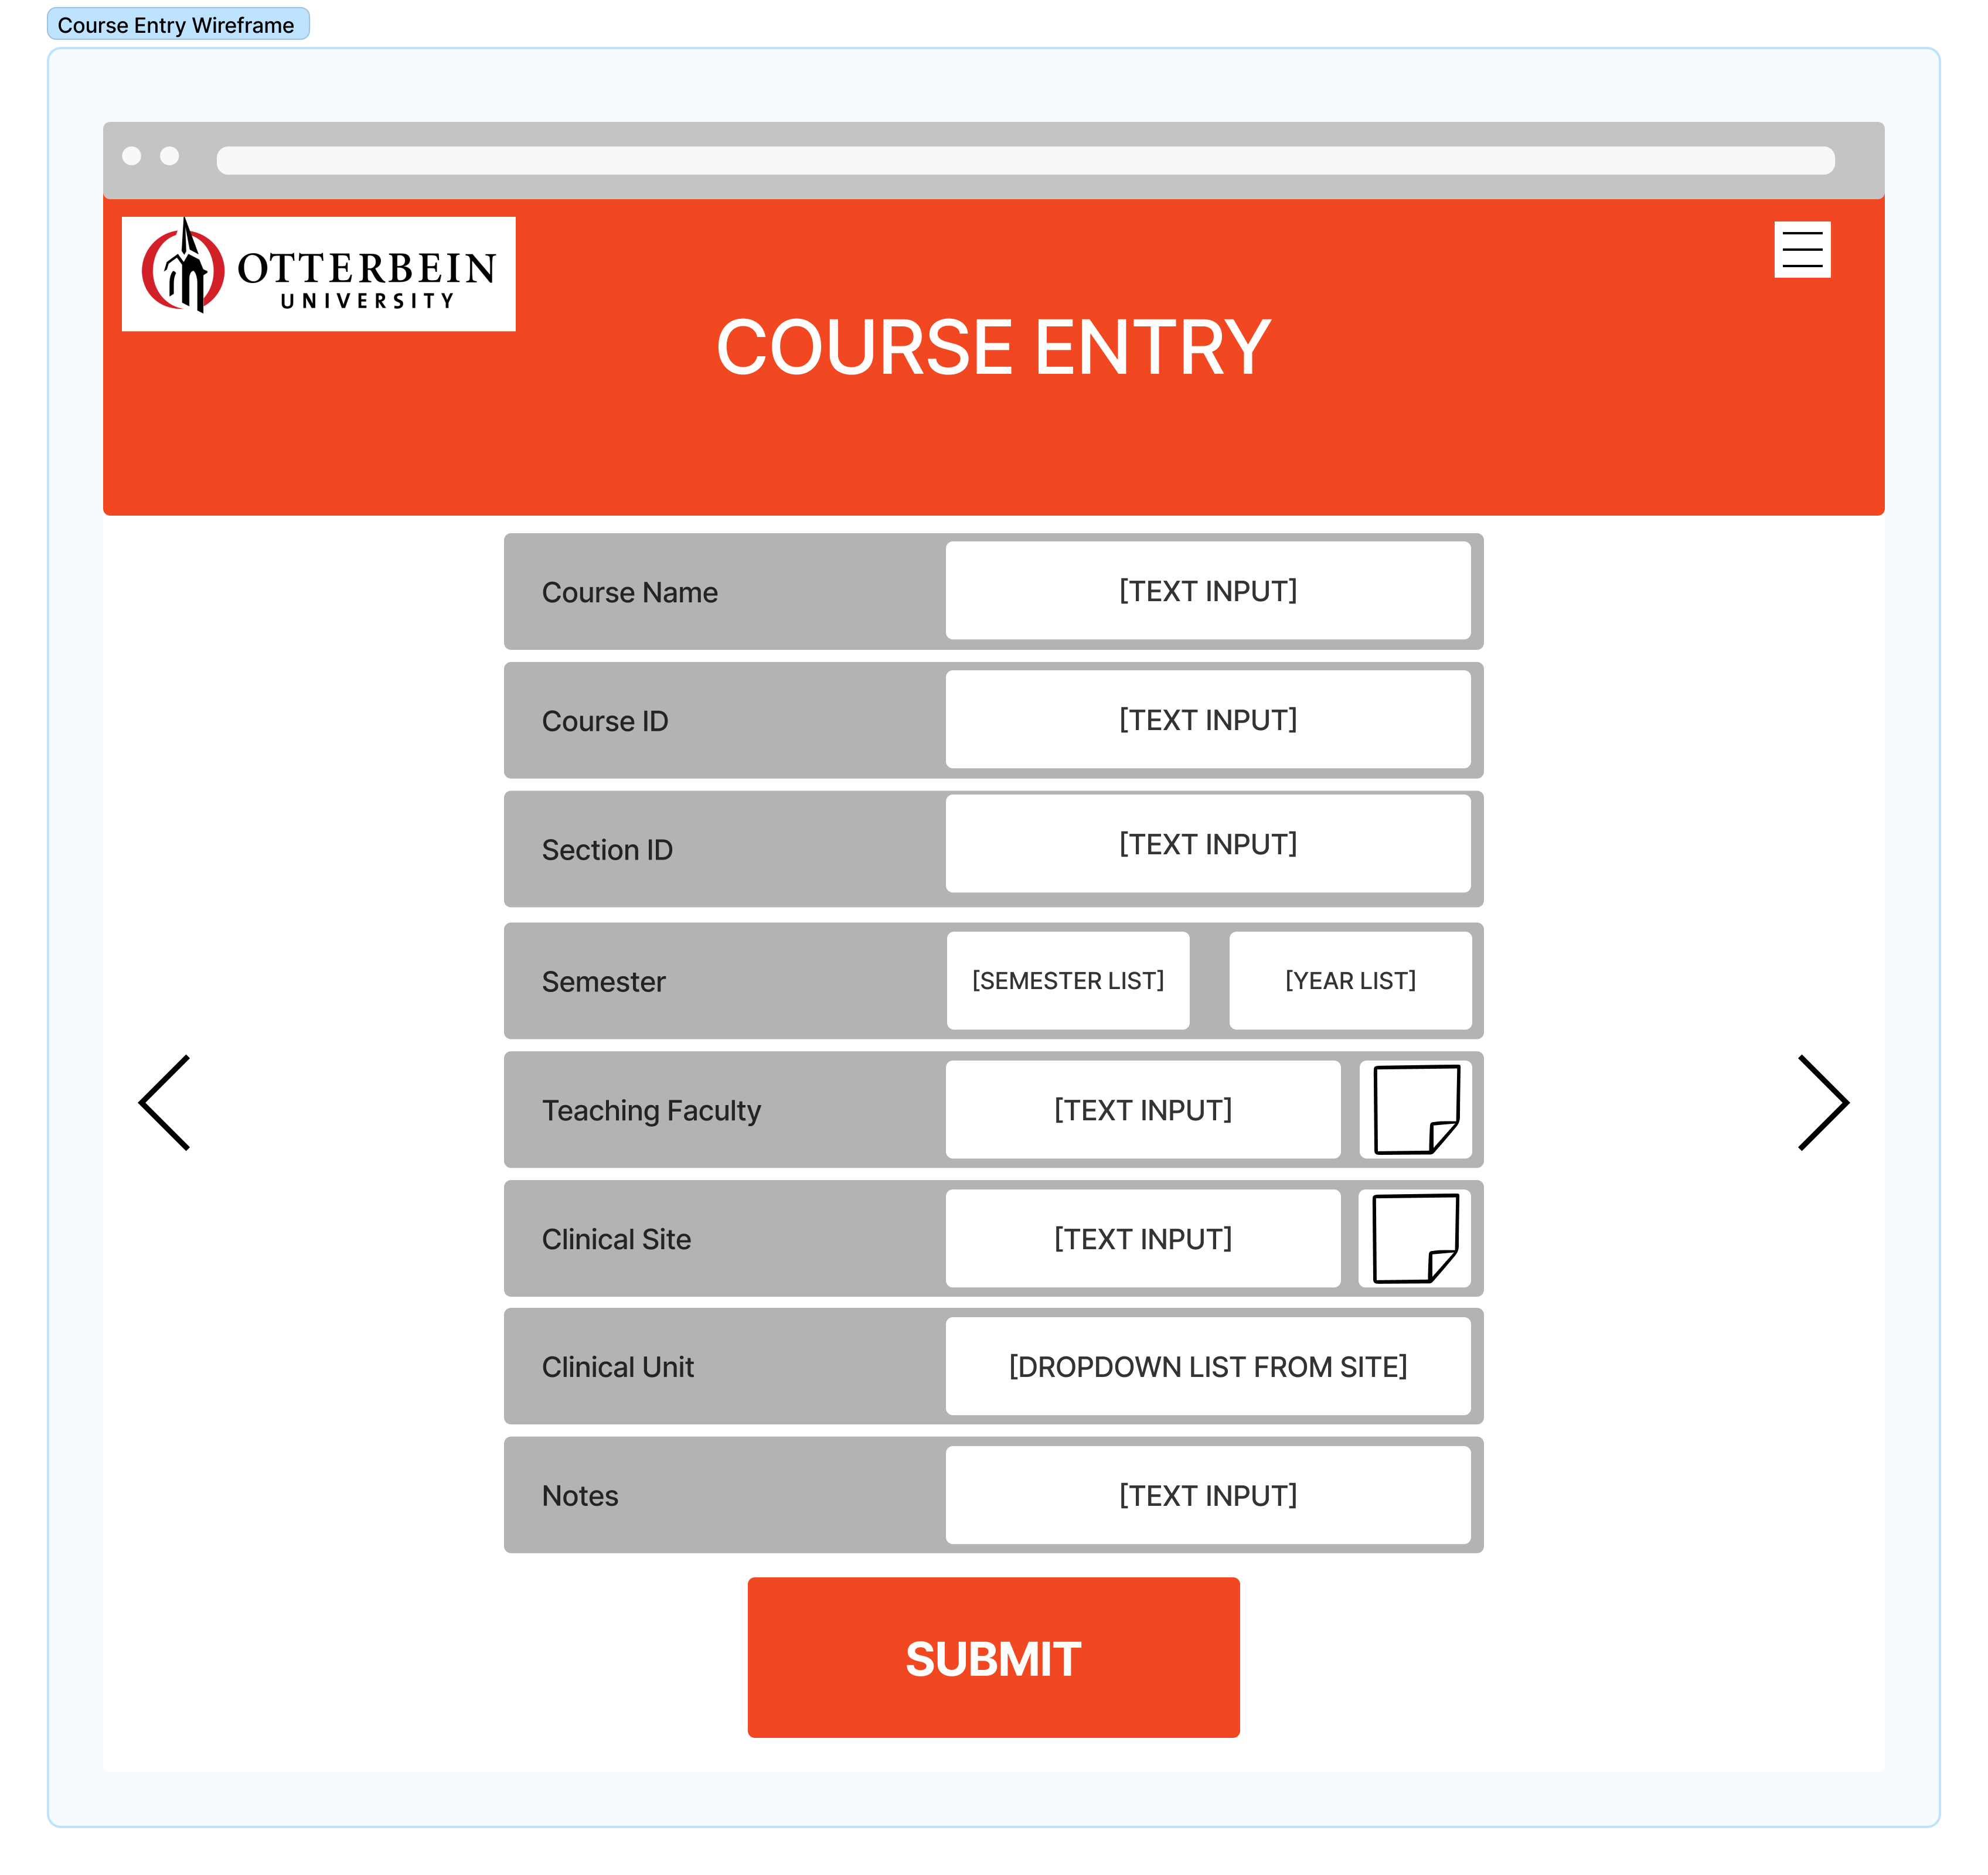 Course Entry Wireframe
OTTERBEIN
UNIVERSITY
COURSE ENTRY
Course Name
[TEXT INPUT]
Course ID
[TEXT INPUT]
Section ID
[TEXT INPUT]
Semester
[SEMESTER LIST]
[YEAR LIST]
Teaching Faculty
[TEXT INPUT]
Clinical Site
[TEXT INPUT]
Clinical Unit
[DROPDOWN LIST FROM SITE]
Notes
[TEXT INPUT]
SUBMIT